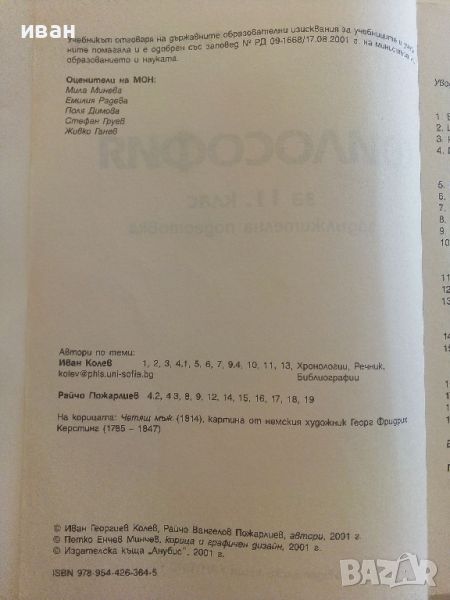 иван
Учебникът отговаря на държавните образователни изисквания за учебниците и
ните помагала и е одобрен със заповед № РД 09-1668/17.08 2001 г. на
образованието и науката.
Оценители на МОН:
Мила Минева
Емилия Радева
Поля Димова
Стефан Груев
Живко Ганев
ФИЛОСОФИЯ
за 11. клас
задължителна подготовка
Автори по теми:
Иван Колев 1, 2, 3, 4.1, 5, 6, 7, 9.4, 10, 11, 13, Хронологии, Речник.
kolev@phls.uni-sofia.bg Библиографии
Райчо Пожарлиев 4.2, 4 3, 8, 9, 12, 14, 15, 16, 17, 18, 19
На корицата: Четящ мъж (1814), картина от немския художник Георг Фридрих
Керстинг (1785 – 1847)
© Иван Георгиев Колев, Райчо Вангелов Пожарлиев, автори, 2001 г.
© Петко Енчев Минчев, корица и графичен дизайн, 2001 г.
© Издателска къща „Анубис", 2001 г.
ISBN 978-954-426-364-5
BAZAR